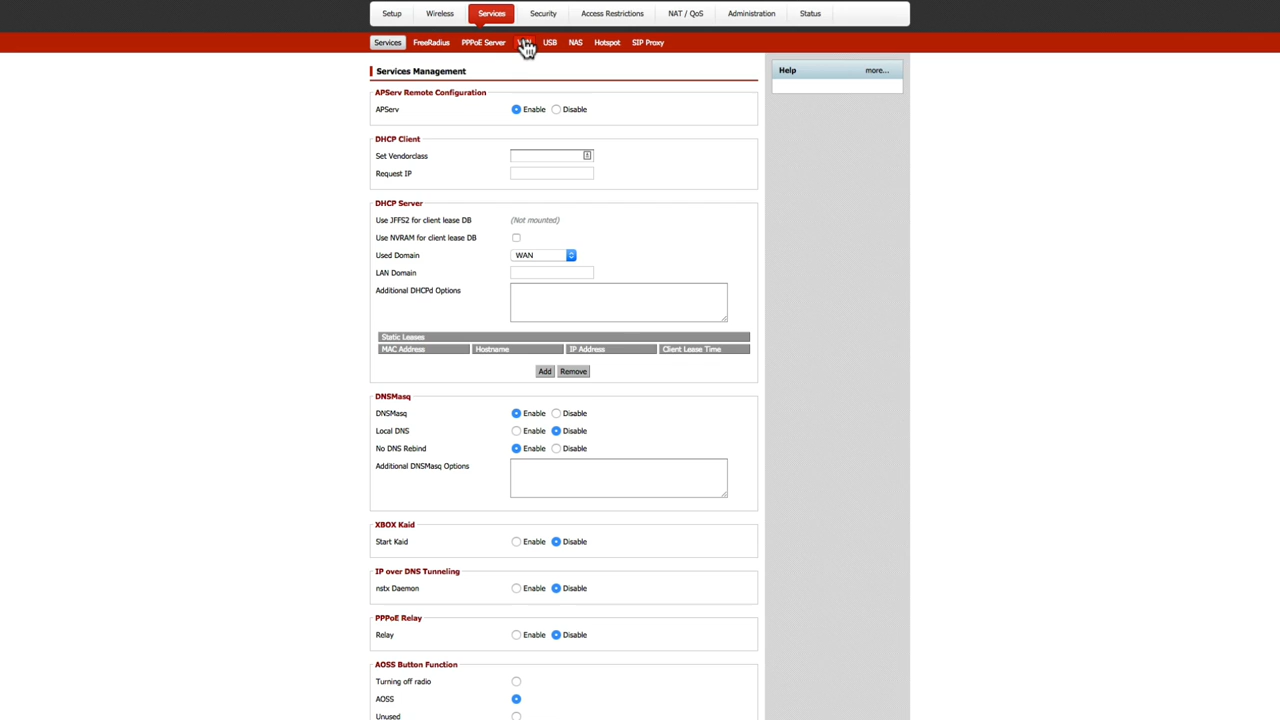 Setup Wireless Services Security Access Restrictions NAT / QoS Administration Status
Services FreeRadius PPPoE Server USB NAS Hotspot SIP Proxy
Services Management
Help more...
APServ Remote Configuration
APServ Enable Disable
DHCP Client
Set Vendorclass
Request IP
DHCP Server
Use JFFS2 for client lease DB (Not mounted)
Use NVRAM for client lease DB
Used Domain WAN
LAN Domain
Additional DHCPd Options
Static Leases
MAC Address Hostname IP Address Client Lease Time
Add Remove
DNSMasq
DNSMasq Enable Disable
Local DNS Enable Disable
No DNS Rebind Enable Disable
Additional DNSMasq Options
XBOX Kaid
Start Kaid Enable Disable
IP over DNS Tunneling
nstx Daemon Enable Disable
PPPoE Relay
Relay Enable Disable
AOSS Button Function
Turning off radio
AOSS
Unused